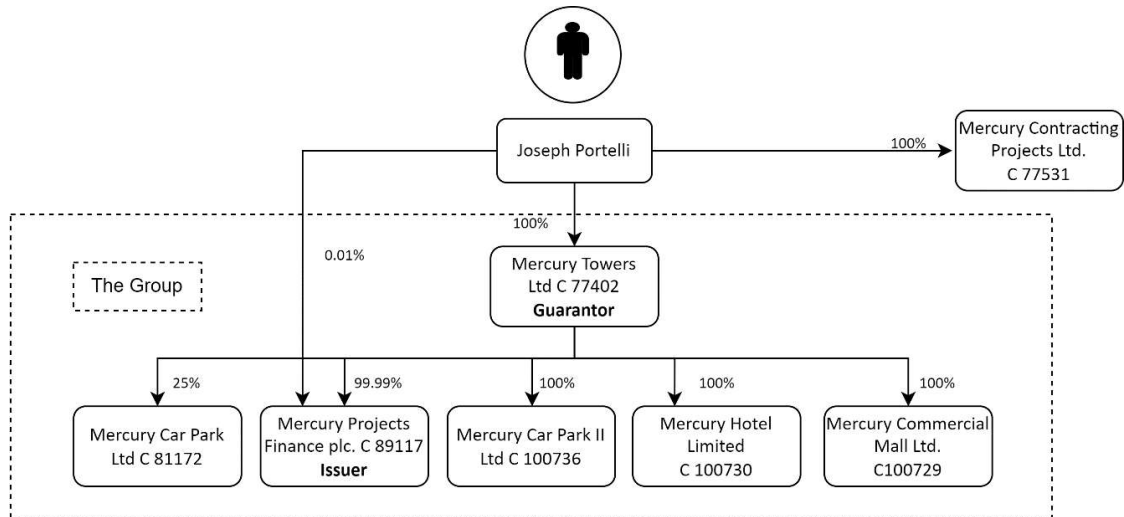 Joseph Portelli
100%
Mercury Contracting
Projects Ltd.
C 77531
100%
0.01%
The Group
Mercury Towers
Ltd C 77402
Guarantor
25%
99.99%
100%
100%
100%
Mercury Car Park
Ltd C 81172
Mercury Projects
Finance plc. C 89117
Issuer
Mercury Car Park II
Ltd C 100736
Mercury Hotel
Limited
C 100730
Mercury Commercial
Mall Ltd.
C100729